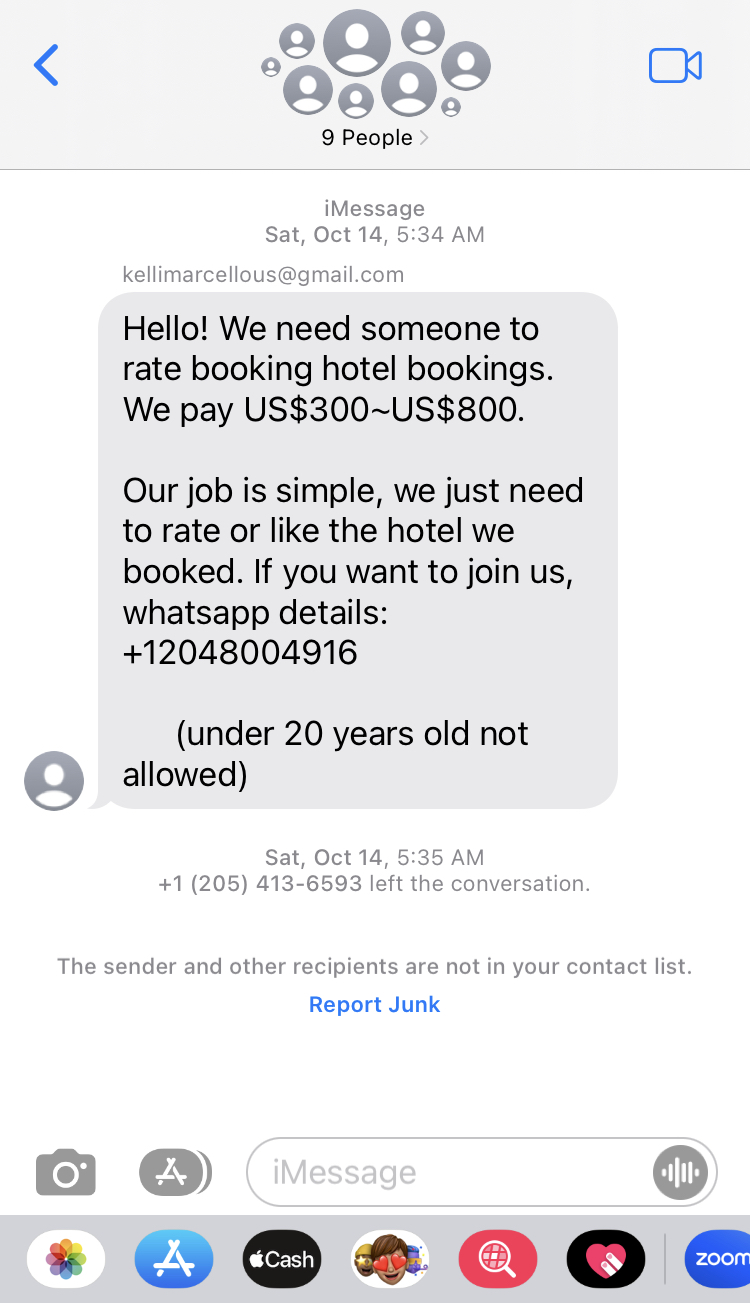 9 People
iMessage
Sat, Oct 14, 5:34 AM
kellimarcellous@gmail.com
Hello! We need someone to
rate booking hotel bookings.
We pay US$300~US$800.
Our job is simple, we just need
to rate or like the hotel we
booked. If you want to join us,
whatsapp details:
+12048004916
(under 20 years old not
allowed)
Sat, Oct 14, 5:35 AM
+1 (205) 413-6593 left the conversation.
The sender and other recipients are not in your contact list.
Report Junk
iMessage
Cash
zoom